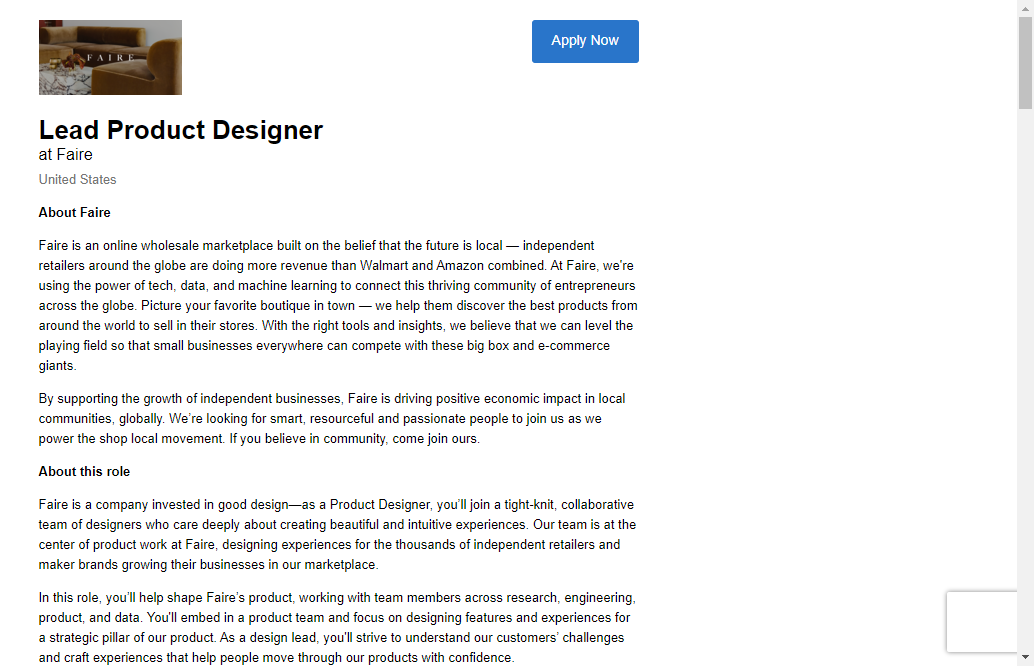 FAIRE
Apply Now
Lead Product Designer
at Faire
United States
About Faire
Faire is an online wholesale marketplace built on the belief that the future is local — independent
retailers around the globe are doing more revenue than Walmart and Amazon combined. At Faire, we're
using the power of tech, data, and machine learning to connect this thriving community of entrepreneurs
across the globe. Picture your favorite boutique in town — we help them discover the best products from
around the world to sell in their stores. With the right tools and insights, we believe that we can level the
playing field so that small businesses everywhere can compete with these big box and e-commerce
giants.
By supporting the growth of independent businesses, Faire is driving positive economic impact in local
communities, globally. We’re looking for smart, resourceful and passionate people to join us as we
power the shop local movement. If you believe in community, come join ours.
About this role
Faire is a company invested in good design—as a Product Designer, you’ll join a tight-knit, collaborative
team of designers who care deeply about creating beautiful and intuitive experiences. Our team is at the
center of product work at Faire, designing experiences for the thousands of independent retailers and
maker brands growing their businesses in our marketplace.
In this role, you’ll help shape Faire’s product, working with team members across research, engineering,
product, and data. You'll embed in a product team and focus on designing features and experiences for
a strategic pillar of our product. As a design lead, you'll strive to understand our customers’ challenges
and craft experiences that help people move through our products with confidence.